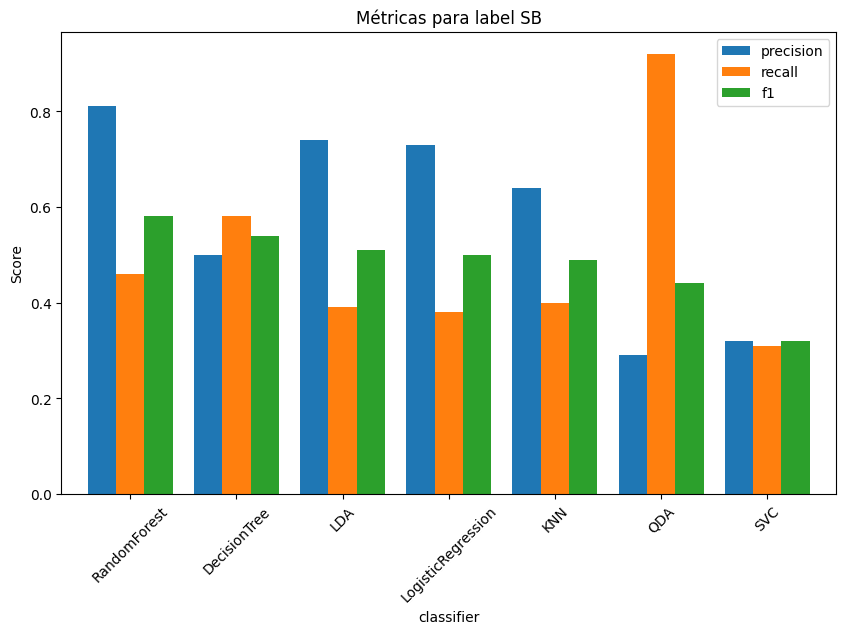 Métricas para label SB
precision
recall
f1
Score
0.8
0.6
0.4
0.2
0.0
RandomForest
DecisionTree
LDA
LogisticRegression
KNN
QDA
SVC
classifier